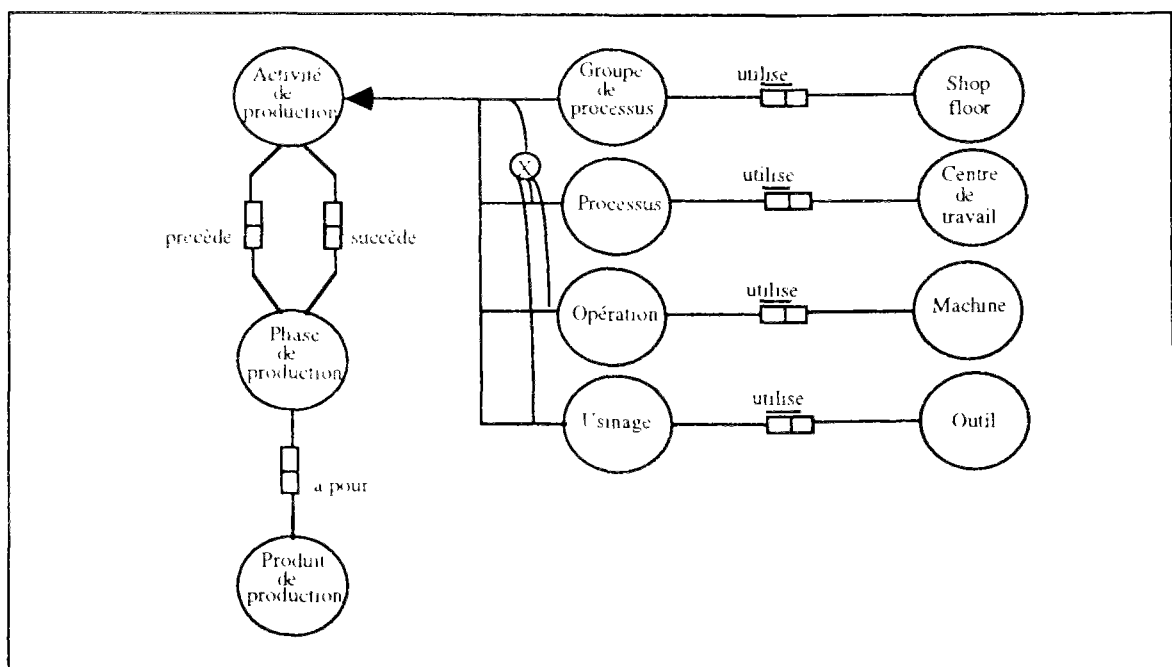 Activité
de
production
Groupe
de
processus
utilise
Shop
floor
X
Processus
utilise
Centre
de
travail
precède
succède
Opération
utilise
Machine
Phase
de
production
Usinage
utilise
Outil
a pour
Produit
de
production